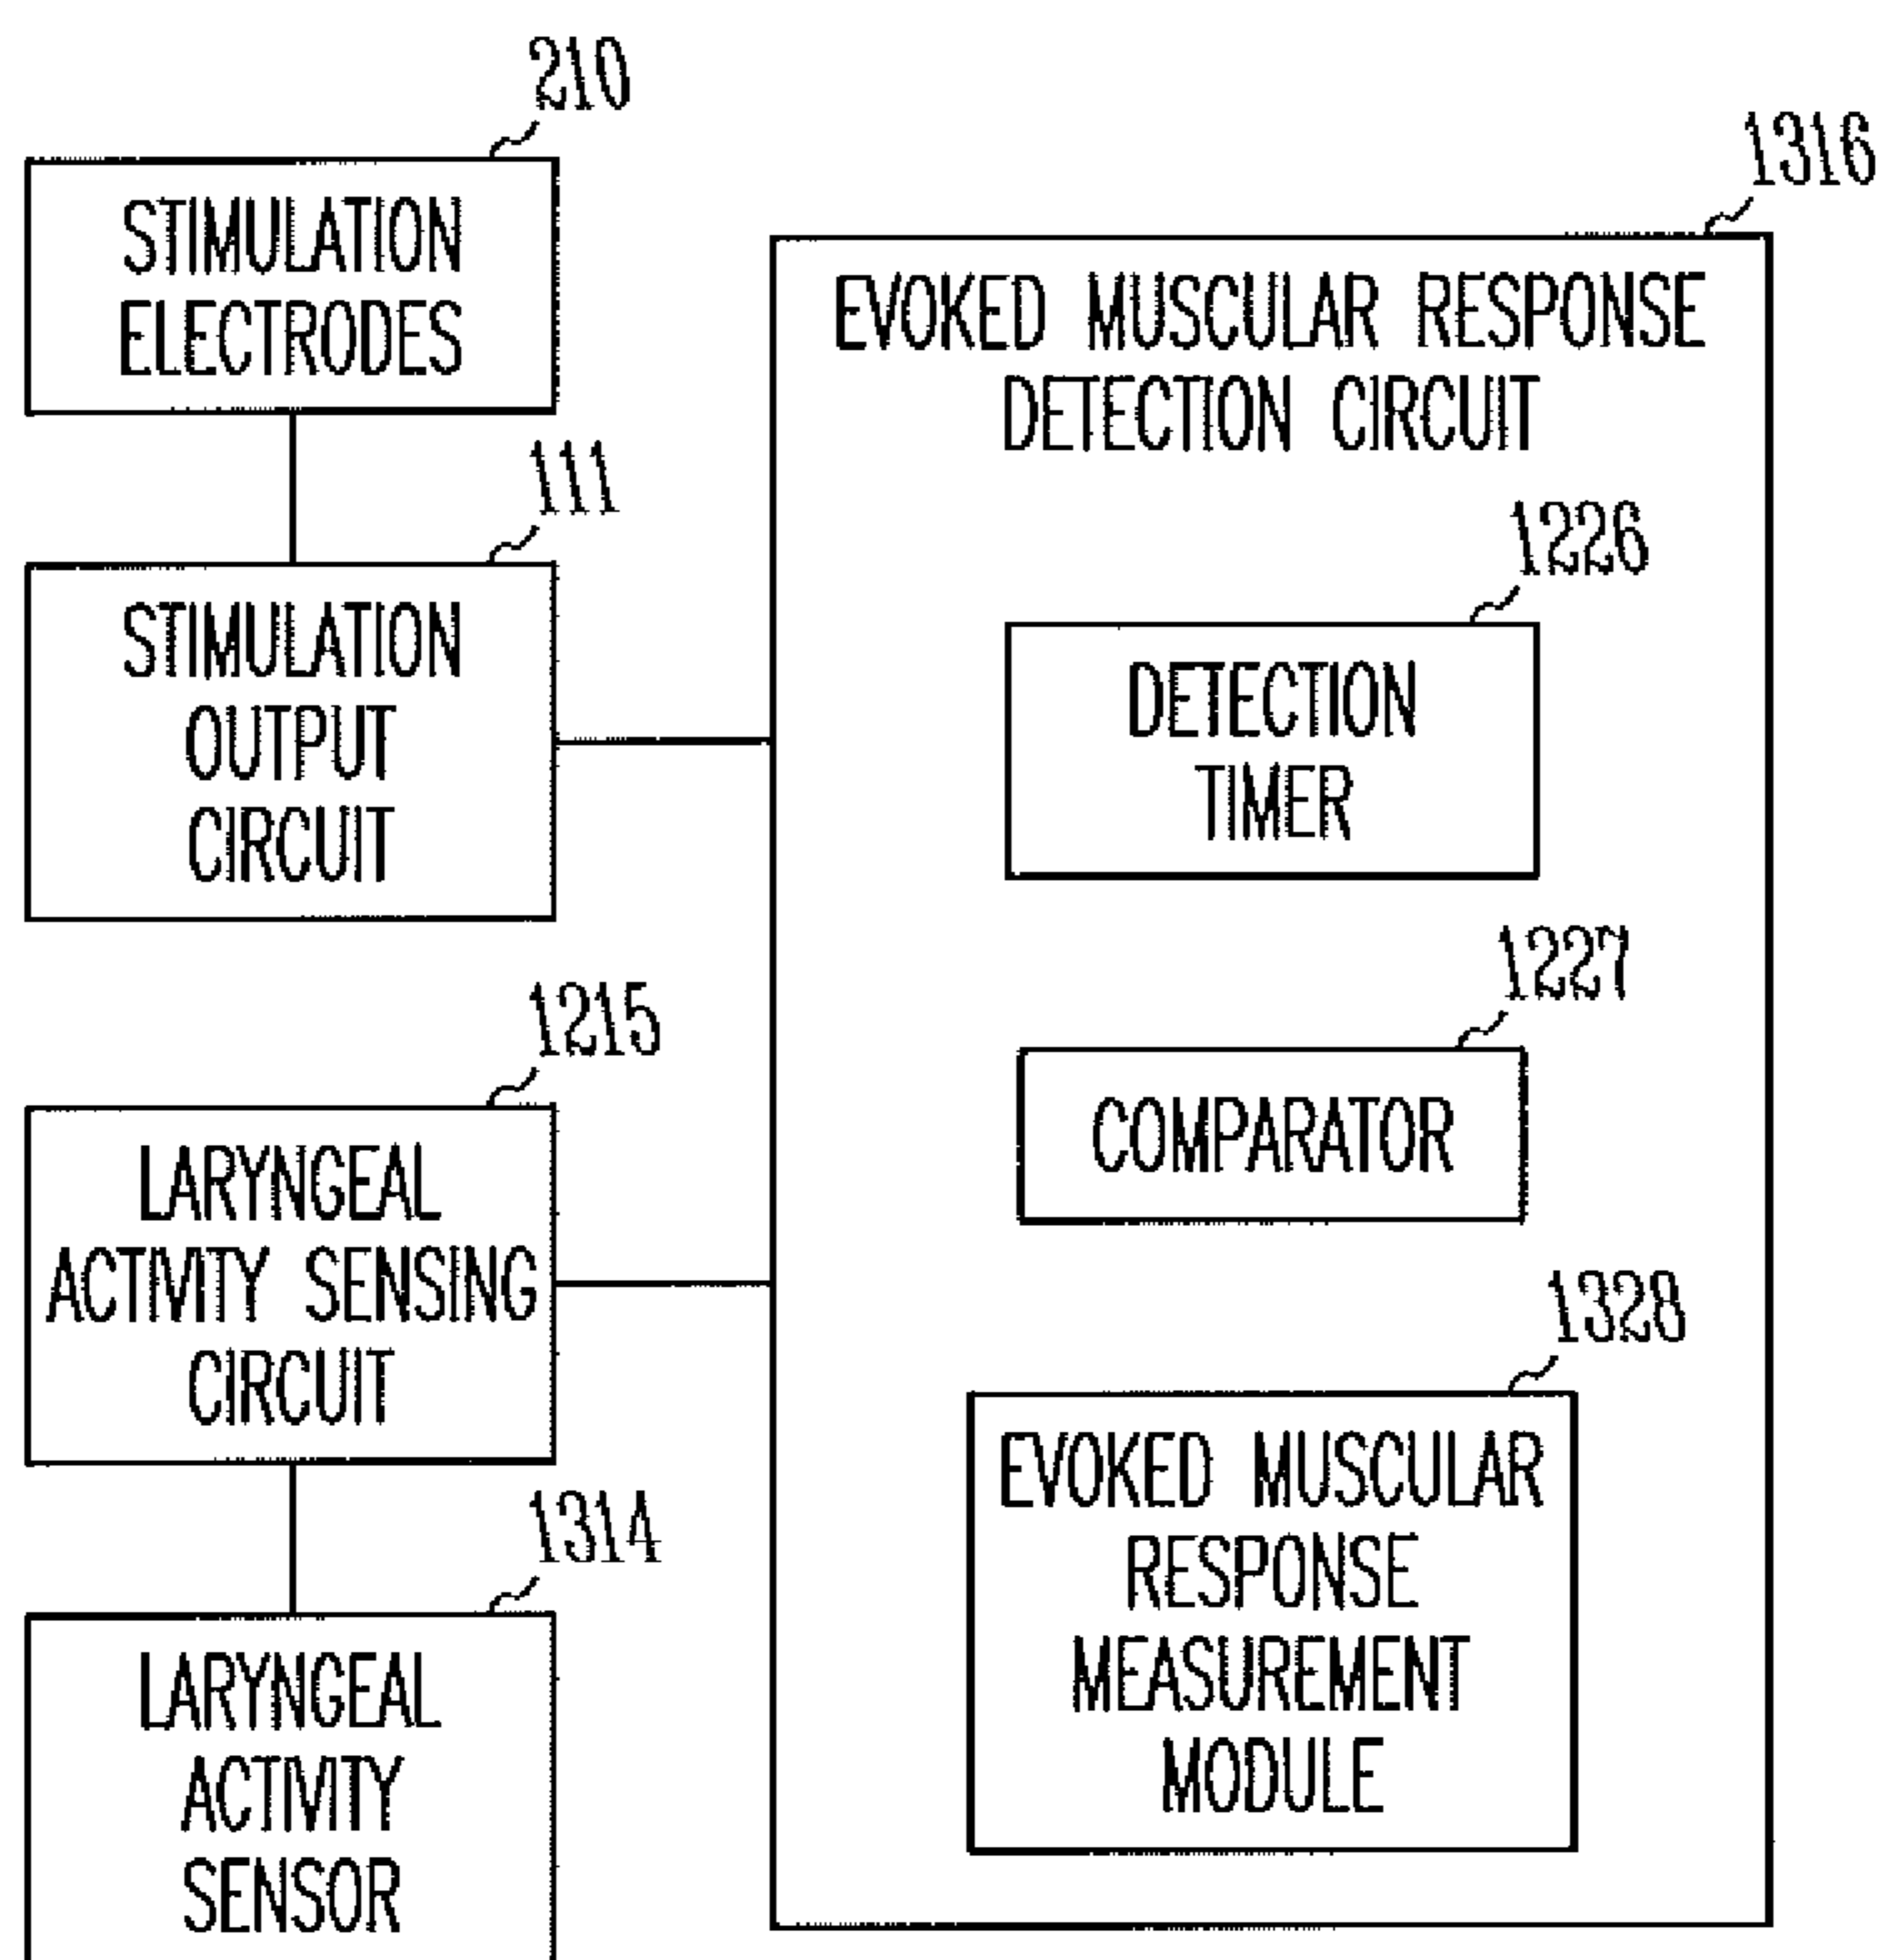 210
STIMULATION
ELECTRODES
111
STIMULATION
OUTPUT
CIRCUIT
1215
LARYNGEAL
ACTIVITY SENSING
CIRCUIT
1314
LARYNGEAL
ACTIVITY
SENSOR
1316
EVOKED MUSCULAR RESPONSE
DETECTION CIRCUIT
1226
DETECTION
TIMER
1227
COMPARATOR
1328
EVOKED MUSCULAR
RESPONSE
MEASUREMENT
MODULE